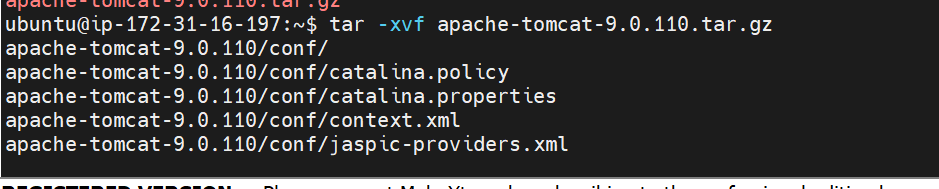 apache-tomcat-9.0.110.tar.gz
ubuntu@ip-172-31-16-197:~$ tar -xvf apache-tomcat-9.0.110.tar.gz
apache-tomcat-9.0.110/conf/
apache-tomcat-9.0.110/conf/catalina.policy
apache-tomcat-9.0.110/conf/catalina.properties
apache-tomcat-9.0.110/conf/context.xml
apache-tomcat-9.0.110/conf/jaspic-providers.xml